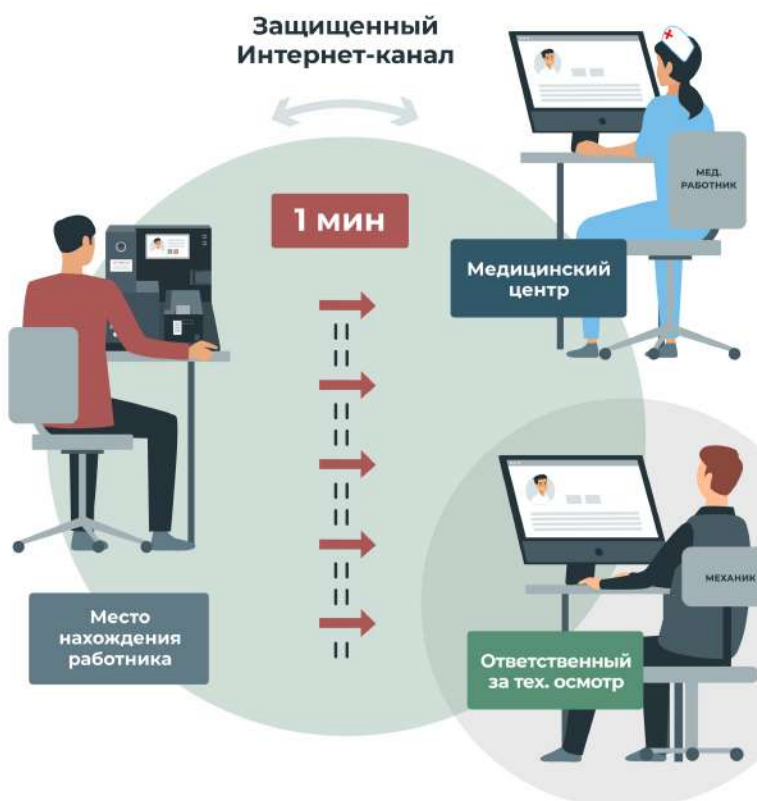 Защищенный
Интернет-канал
1 мин
МЕД.
РАБОТНИК
Медицинский
центр
МЕХАНИК
Место
нахождения
работника
Ответственный
за тех. осмотр